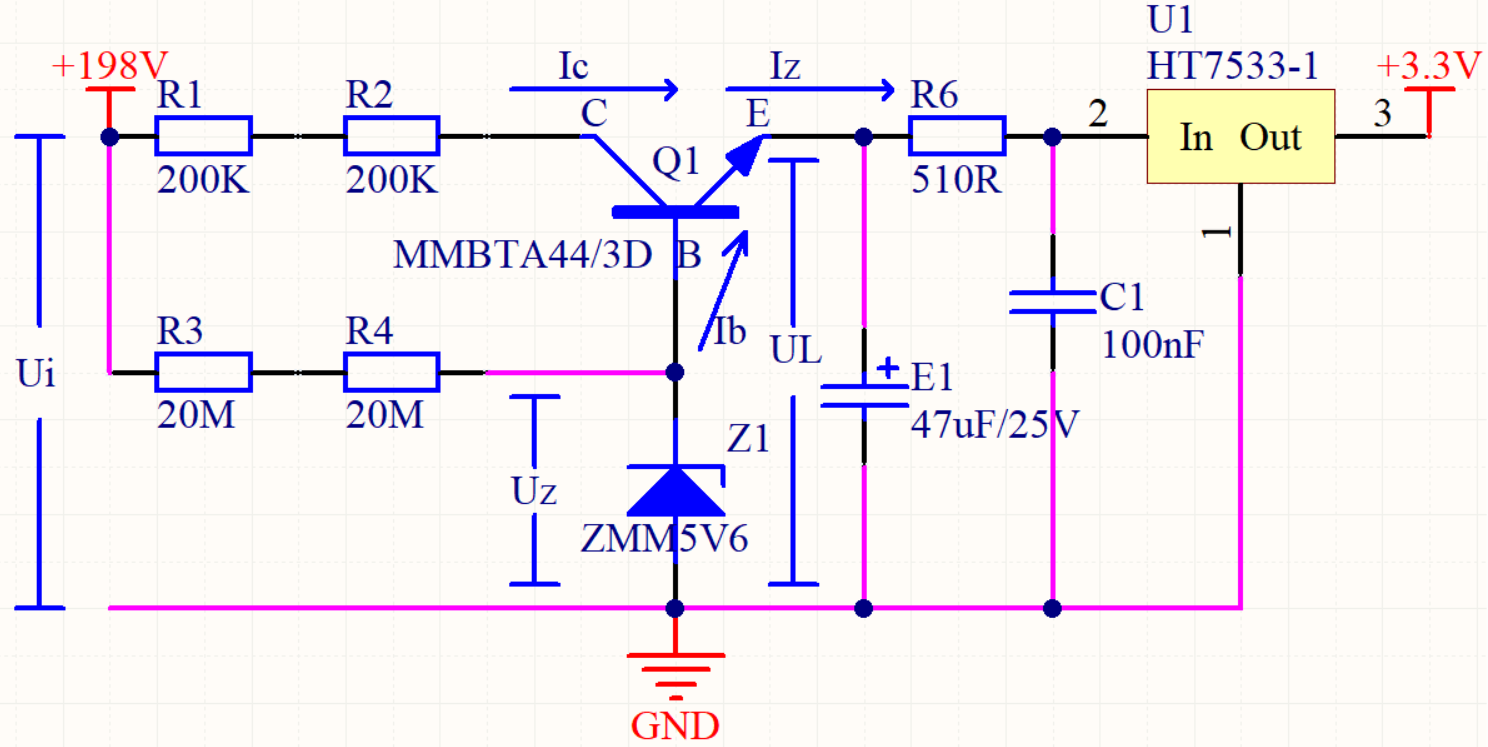 U1
HT7533-1
+198V
Ic
Iz
+3.3V
R1
R2
C
E
R6
2
3
In Out
Q1
200K
200K
510R
1
MMBTA44/3D
B
C1
100nF
R3
R4
Ib
UL
Ui
+
E1
20M
20M
47uF/25V
Z1
Uz
ZMM5V6
GND